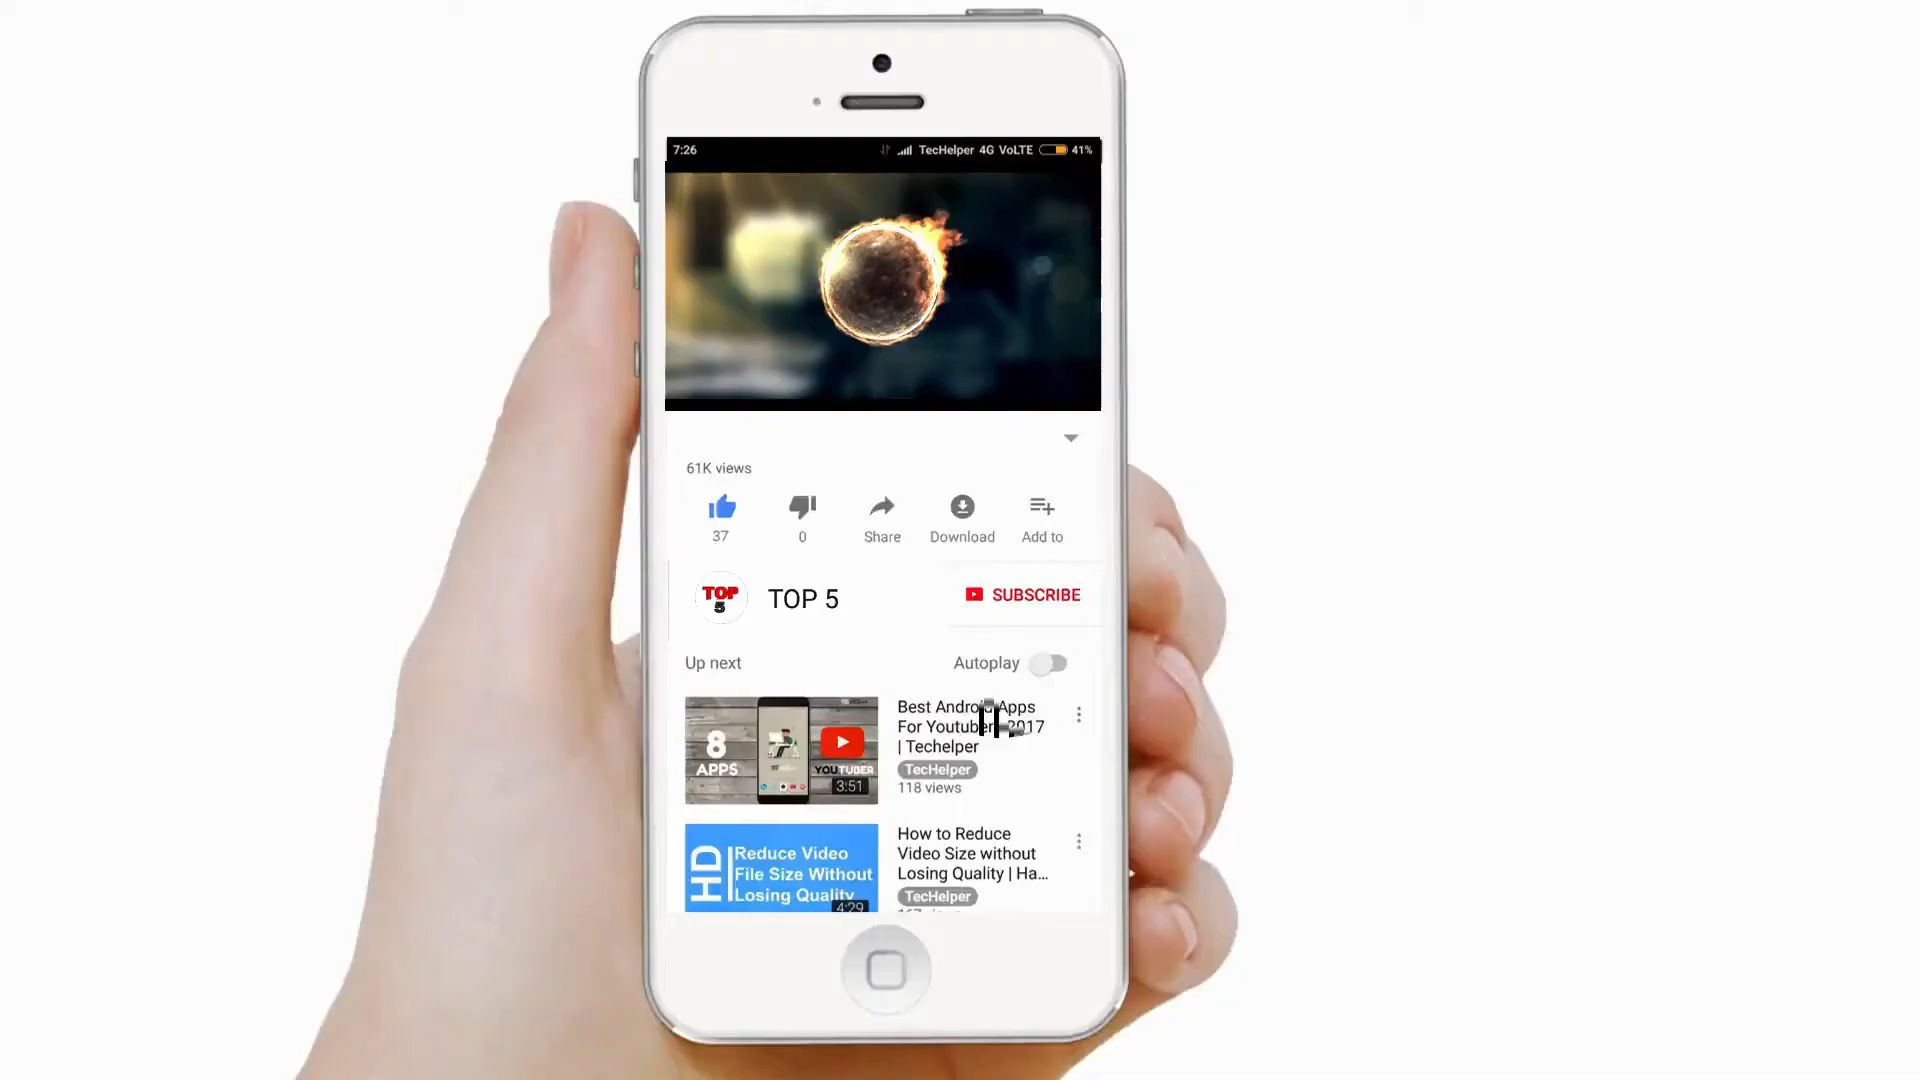 7:26 TecHelper 4G VoLTE 41%
61K views
37 0 Share Download Add to
TOP
5
TOP 5
SUBSCRIBE
Up next
Autoplay
8
APPS
YOUTUBER
3:51
Best Android Apps
For Youtubers 2017
| Techelper
TecHelper
118 views
HD
Reduce Video
File Size Without
Losing Quality
4:29
How to Reduce
Video Size without
Losing Quality | Ha...
TecHelper